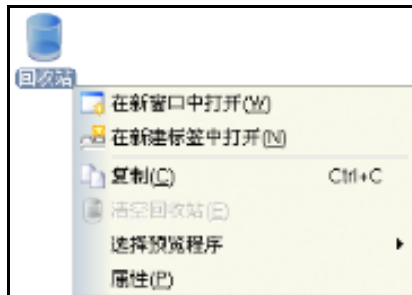 回收站
在新窗口中打开(W)
在新建标签中打开(N)
复制(C) Ctrl+C
清空回收站(E)
选择预览程序
属性(P)